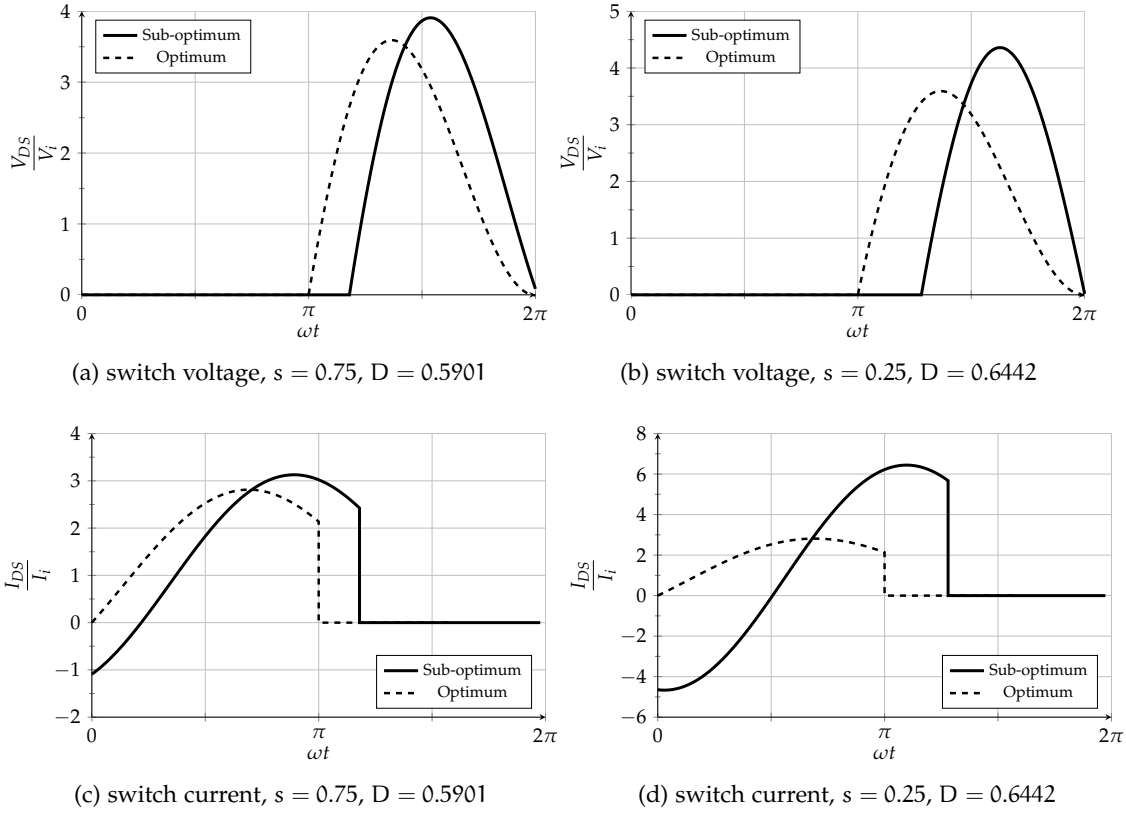 4
3
2
1
0
V_DS
V_i
Sub-optimum
Optimum
0
π
2π
ωt
(a) switch voltage, s = 0.75, D = 0.5901
5
4
3
2
1
0
V_DS
V_i
Sub-optimum
Optimum
0
π
2π
ωt
(b) switch voltage, s = 0.25, D = 0.6442
4
3
2
1
0
−1
−2
I_DS
I_i
Sub-optimum
Optimum
0
π
2π
ωt
(c) switch current, s = 0.75, D = 0.5901
8
6
4
2
0
−2
−4
−6
I_DS
I_i
Sub-optimum
Optimum
0
π
2π
ωt
(d) switch current, s = 0.25, D = 0.6442